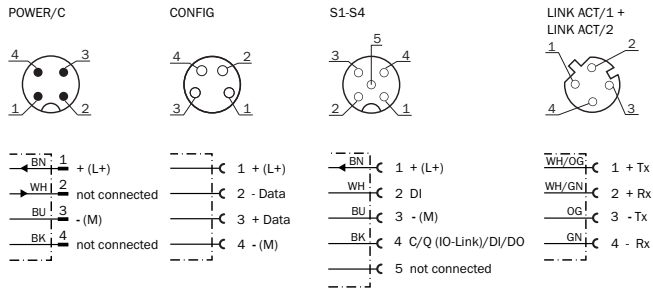 POWER/C
4 3
1 2
BN 1 + (L+)
WH 2 not connected
BU 3 - (M)
BK 4 not connected
CONFIG
4 2
3 1
1 + (L+)
2 - Data
3 + Data
4 - (M)
S1-S4
5
3 4
2 1
BN 1 + (L+)
WH 2 DI
BU 3 - (M)
BK 4 C/Q (IO-Link)/DI/DO
5 not connected
LINK ACT/1 +
LINK ACT/2
1 2
4 3
WH/OG 1 + Tx
WH/GN 2 + Rx
OG 3 - Tx
GN 4 - Rx